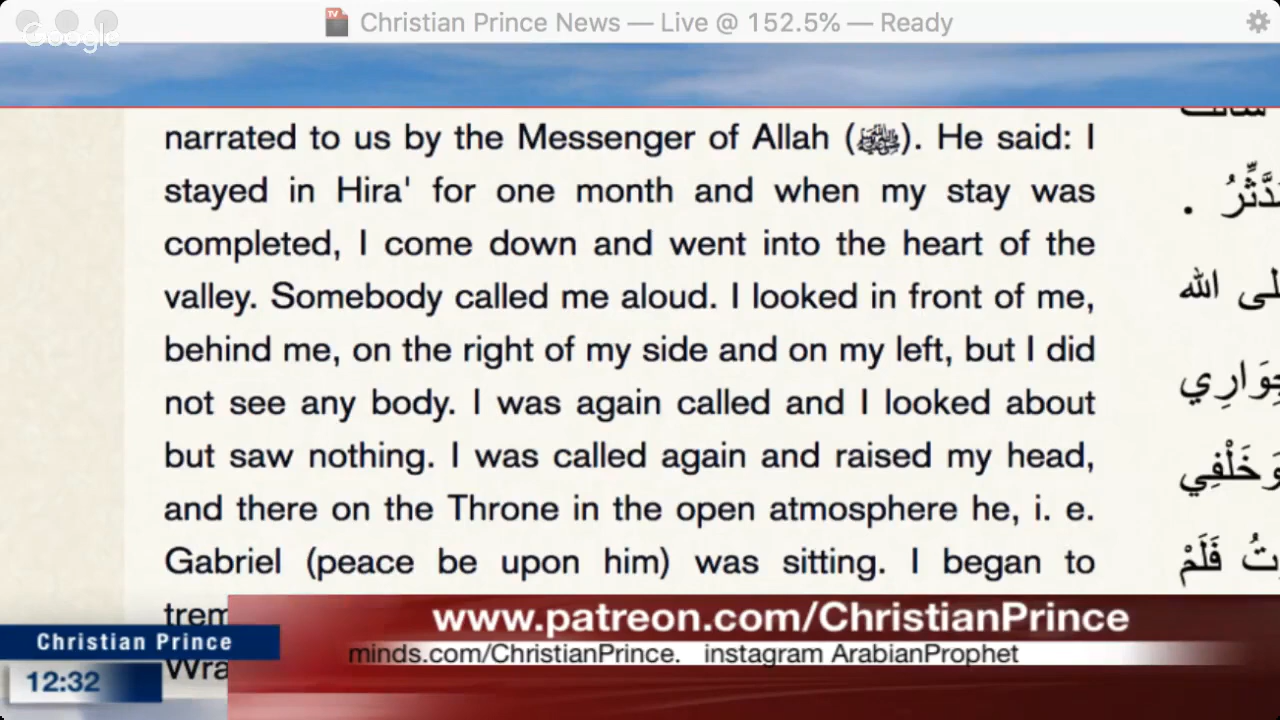 Christian Prince News — Live @ 152.5% — Ready
Google
narrated to us by the Messenger of Allah (ﷺ). He said: I
stayed in Hira' for one month and when my stay was
completed, I come down and went into the heart of the
valley. Somebody called me aloud. I looked in front of me,
behind me, on the right of my side and on my left, but I did
not see any body. I was again called and I looked about
but saw nothing. I was called again and raised my head,
and there on the Throne in the open atmosphere he, i. e.
Gabriel (peace be upon him) was sitting. I began to
trem
Wra
لى الله
وَخَلْفِي
تُ فَلَمْ
www.patreon.com/ChristianPrince
Christian Prince
minds.com/ChristianPrince. instagram ArabianProphet
12:32